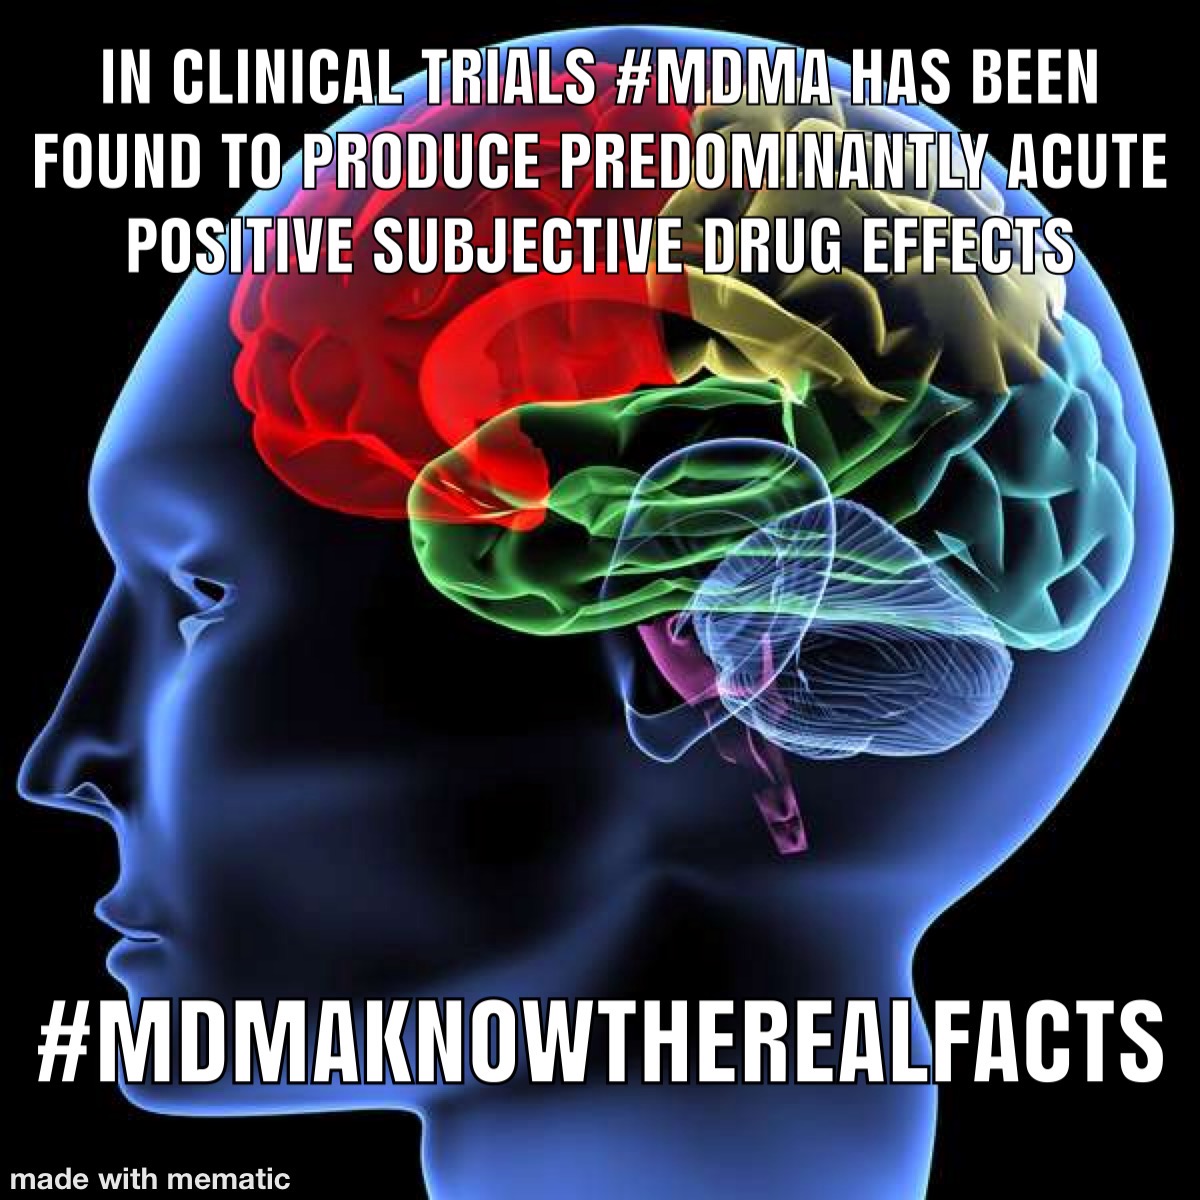 IN CLINICAL TRIALS #MDMA HAS BEEN
FOUND TO PRODUCE PREDOMINANTLY ACUTE
POSITIVE SUBJECTIVE DRUG EFFECTS
#MDMAKNOWTHEREALFACTS
made with mematic